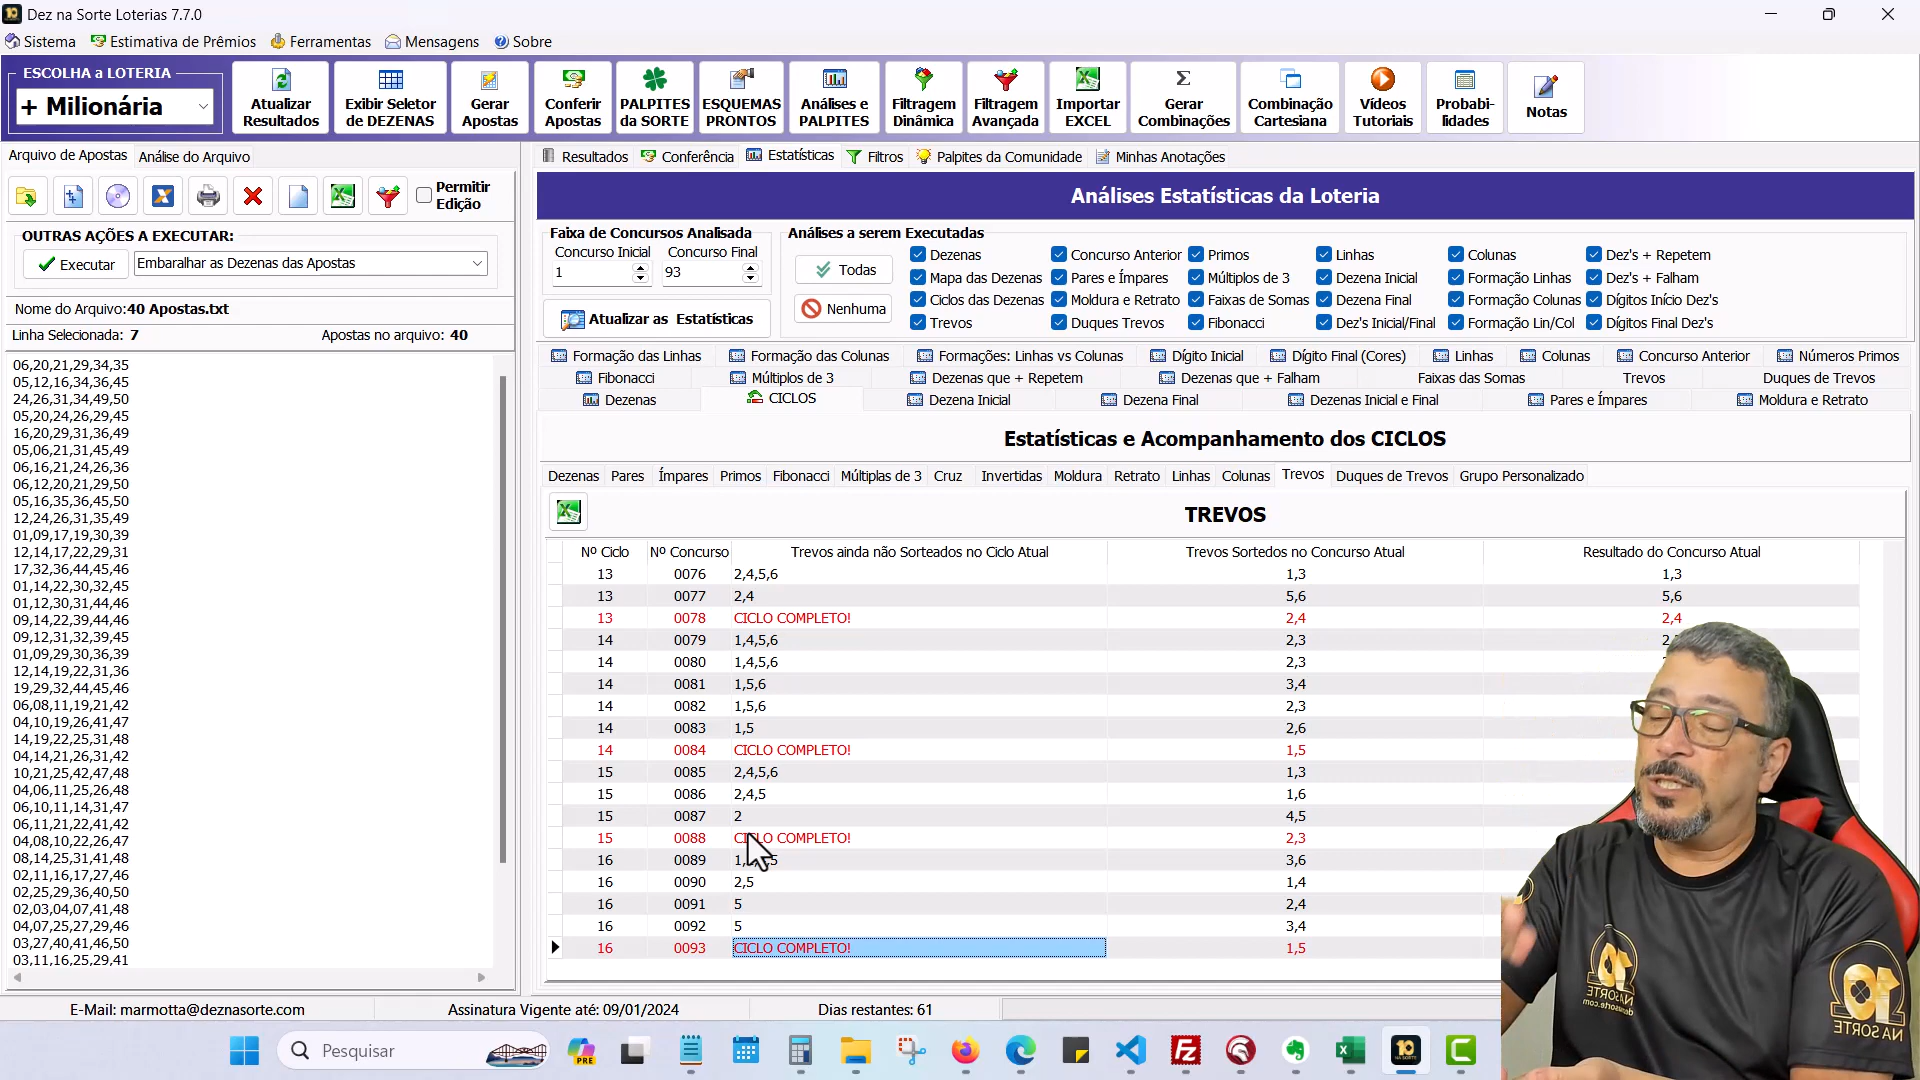 Dez na Sorte Loterias 7.7.0
Sistema Estimativa de Prêmios Ferramentas Mensagens Sobre
ESCOLHA a LOTERIA
+ Milionária
Atualizar Resultados
Exibir Seletor de DEZENAS
Gerar Apostas
Conferir Apostas
PALPITES da SORTE
ESQUEMAS PRONTOS
Análises e PALPITES
Filtragem Dinâmica
Filtragem Avançada
Importar EXCEL
Gerar Combinações
Combinação Cartesiana
Vídeos Tutoriais
Probabi-lidades
Notas
Arquivo de Apostas Análise do Arquivo
Permitir Edição
OUTRAS AÇÕES A EXECUTAR:
Executar Embaralhar as Dezenas das Apostas
Nome do Arquivo:40 Apostas.txt
Linha Selecionada: 7 Apostas no arquivo: 40
06,20,21,29,34,35
05,12,16,34,36,45
24,26,31,34,49,50
05,20,24,26,29,45
16,20,29,31,36,49
05,06,21,31,45,49
06,16,21,24,26,36
06,12,20,21,29,50
05,16,35,36,45,50
12,24,26,31,35,49
01,09,17,19,30,39
12,14,17,22,29,31
17,32,36,44,45,46
01,14,22,30,32,45
01,12,30,31,44,46
09,14,22,39,44,46
09,12,31,32,39,45
01,09,29,30,36,39
12,14,19,22,31,36
19,29,32,44,45,46
06,08,11,19,21,42
04,10,19,26,41,47
14,19,22,25,31,48
04,14,21,26,31,42
10,21,25,42,47,48
04,06,11,25,26,48
06,10,11,14,31,47
06,11,21,22,41,42
04,08,10,22,26,47
08,14,25,31,41,48
02,11,16,17,27,46
02,25,29,36,40,50
02,03,04,07,41,48
04,07,25,27,29,46
03,27,40,41,46,50
03,11,16,25,29,41
Resultados Conferência Estatísticas Filtros Palpites da Comunidade Minhas Anotações
Análises Estatísticas da Loteria
Faixa de Concursos Analisada
Concurso Inicial Concurso Final
1 93
Atualizar as Estatísticas
Análises a serem Executadas
Todas
Nenhuma
Dezenas Concurso Anterior Primos Linhas Colunas Dez's + Repetem
Mapa das Dezenas Pares e Ímpares Múltiplos de 3 Dezena Inicial Formação Linhas Dez's + Falham
Ciclos das Dezenas Moldura e Retrato Faixas de Somas Dezena Final Formação Colunas Dígitos Início Dez's
Trevos Duques Trevos Fibonacci Dez's Inicial/Final Formação Lin/Col Dígitos Final Dez's
Formação das Linhas Formação das Colunas Formações: Linhas vs Colunas Dígito Inicial Dígito Final (Cores) Linhas Colunas Concurso Anterior Números Primos
Fibonacci Múltiplos de 3 Dezenas que + Repetem Dezenas que + Falham Faixas das Somas Trevos Duques de Trevos
Dezenas CICLOS Dezena Inicial Dezena Final Dezenas Inicial e Final Pares e Ímpares Moldura e Retrato
Estatísticas e Acompanhamento dos CICLOS
Dezenas Pares Ímpares Primos Fibonacci Múltiplas de 3 Cruz Invertidas Moldura Retrato Linhas Colunas Trevos Duques de Trevos Grupo Personalizado
TREVOS
Nº Ciclo Nº Concurso Trevos ainda não Sorteados no Ciclo Atual Trevos Sortedos no Concurso Atual Resultado do Concurso Atual
13 0076 2,4,5,6 1,3 1,3
13 0077 2,4 5,6 5,6
13 0078 CICLO COMPLETO! 2,4 2,4
14 0079 1,4,5,6 2,3
14 0080 1,4,5,6 2,3
14 0081 1,5,6 3,4
14 0082 1,5,6 2,3
14 0083 1,5 2,6
14 0084 CICLO COMPLETO! 1,5
15 0085 2,4,5,6 1,3
15 0086 2,4,5 1,6
15 0087 2 4,5
15 0088 CICLO COMPLETO! 2,3
16 0089 3,6
16 0090 2,5 1,4
16 0091 5 2,4
16 0092 5 3,4
16 0093 CICLO COMPLETO! 1,5
E-Mail: marmotta@deznasorte.com Assinatura Vigente até: 09/01/2024 Dias restantes: 61
Pesquisar
PRE
10
NA SORTE
deznasorte.com
NA SORTE